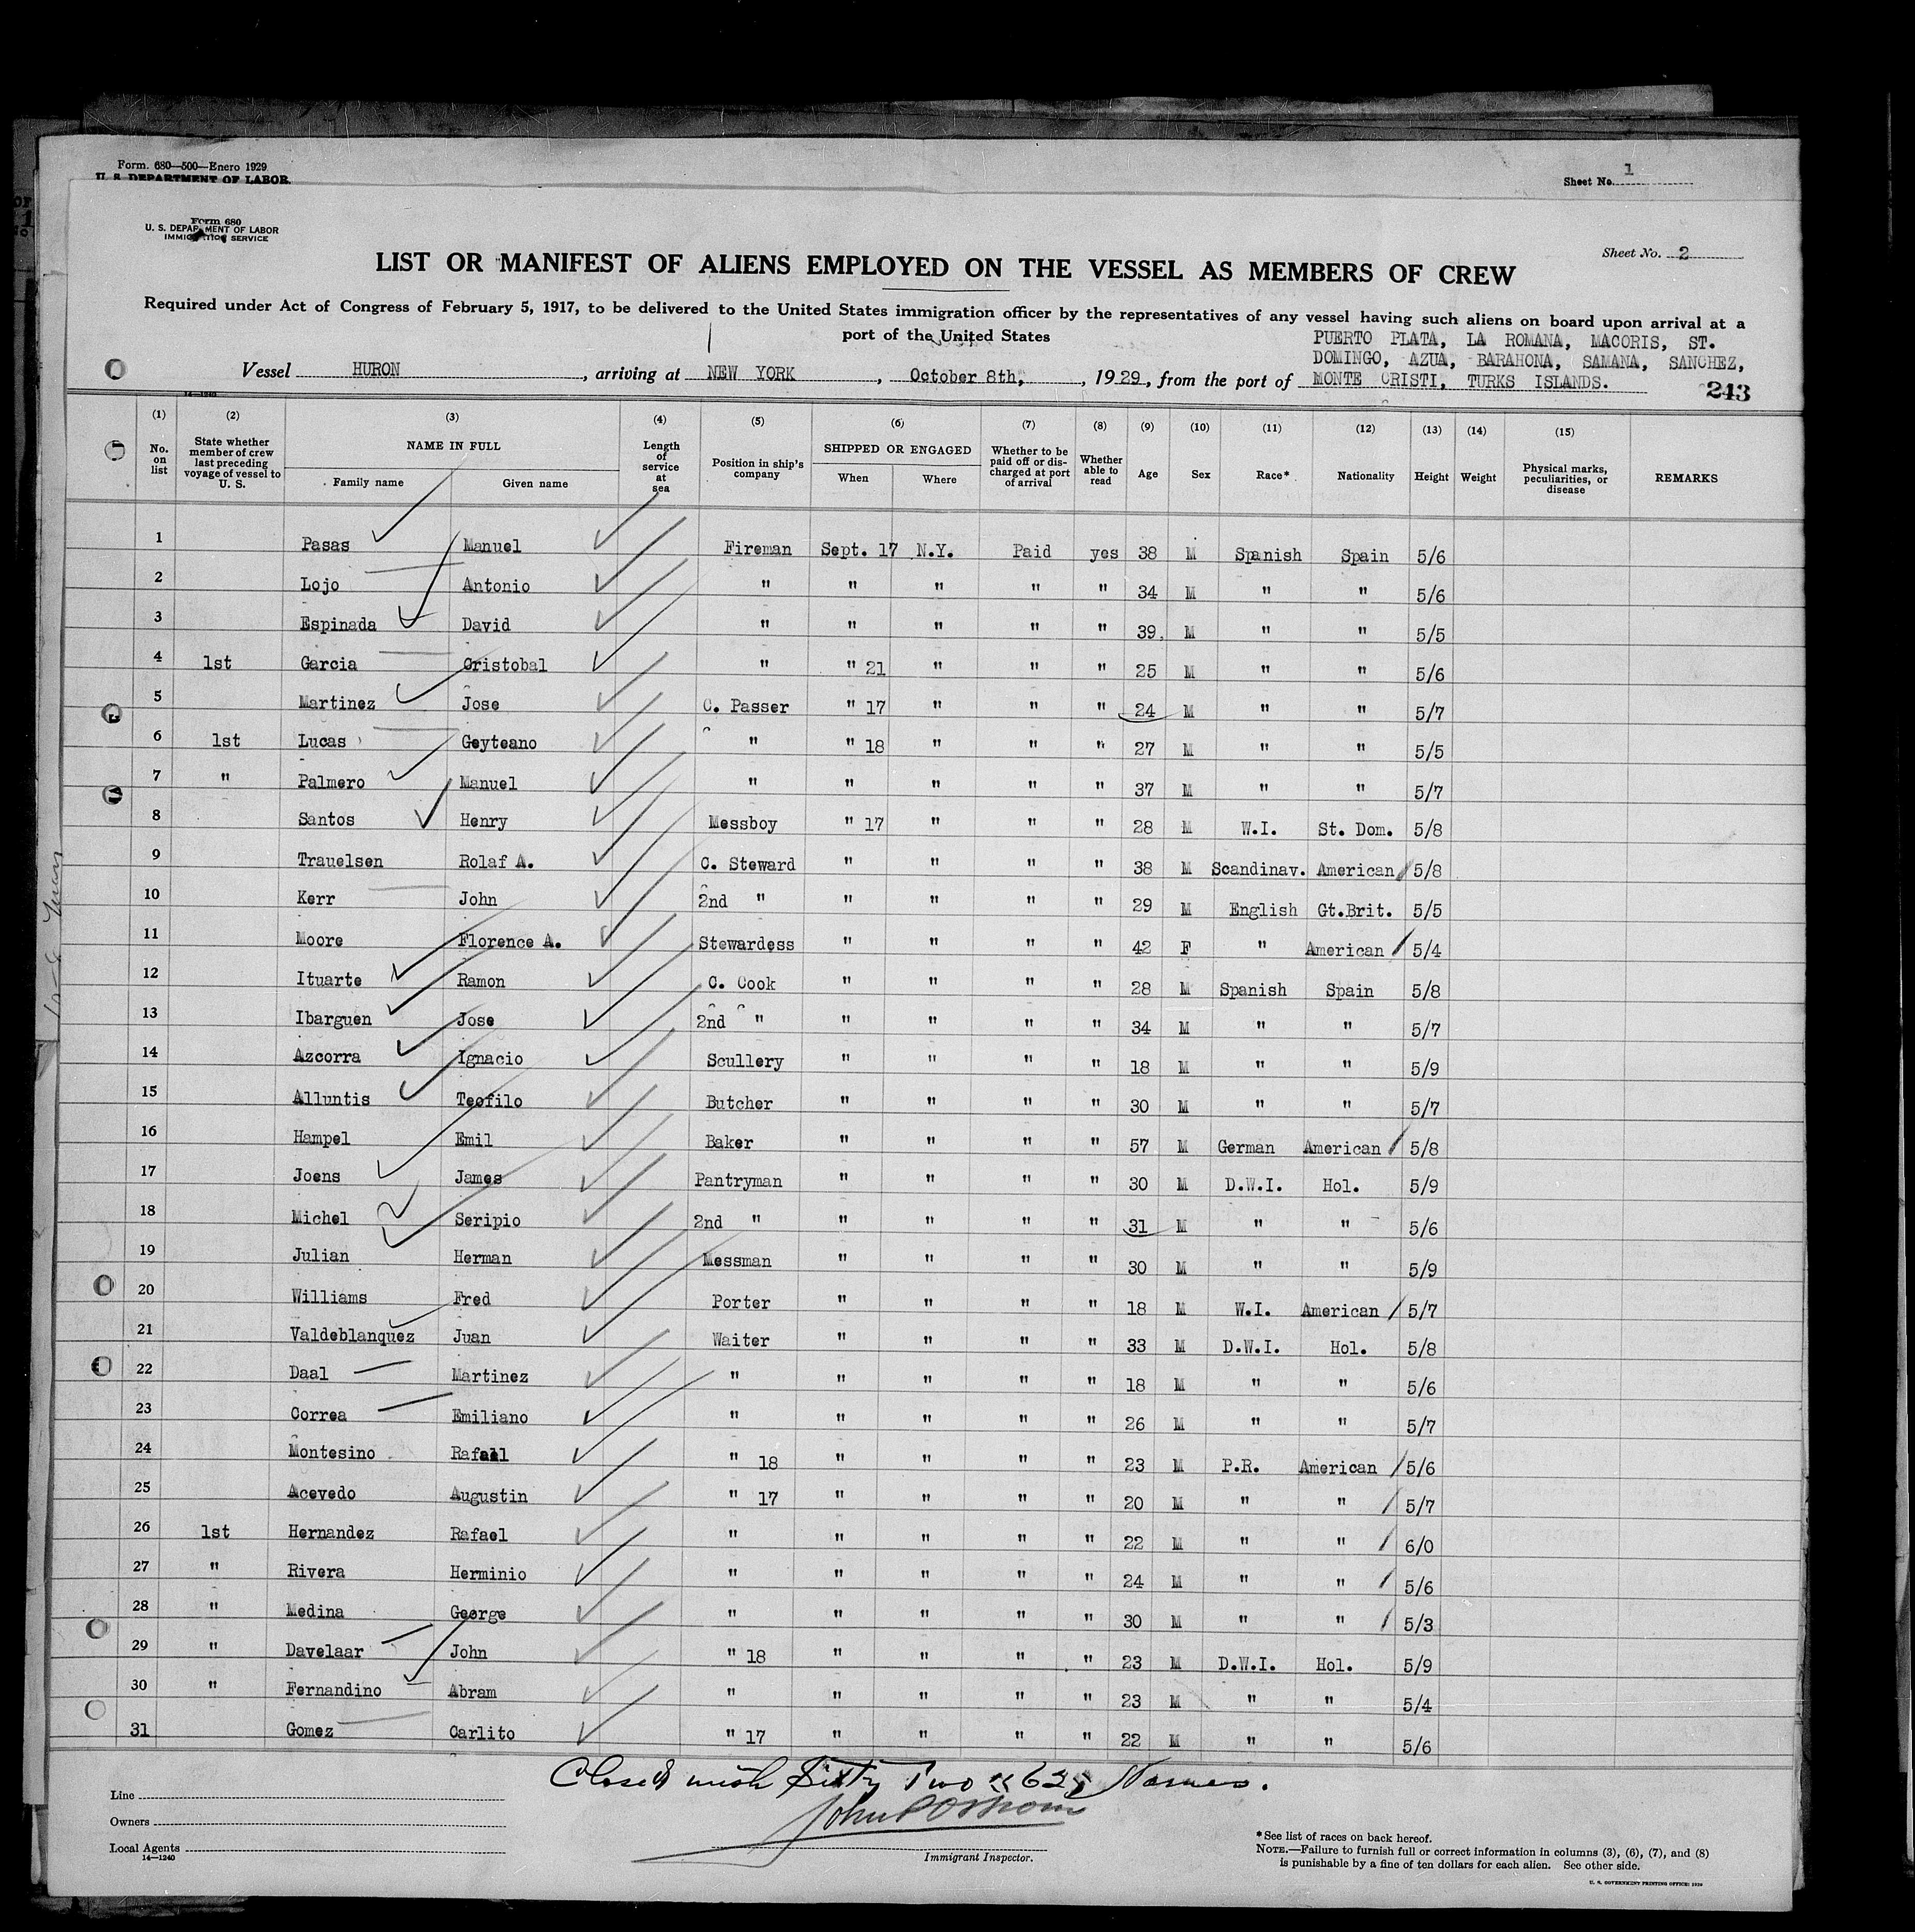 Form. 680—500—Enero 1929
U. S. DEPARTMENT OF LABOR.
Sheet No. 1
Form 680
U. S. DEPARTMENT OF LABOR
IMMIGRATION SERVICE
Sheet No. 2
LIST OR MANIFEST OF ALIENS EMPLOYED ON THE VESSEL AS MEMBERS OF CREW
Required under Act of Congress of February 5, 1917, to be delivered to the United States immigration officer by the representatives of any vessel having such aliens on board upon arrival at a
port of the United States
PUERTO PLATA, LA ROMANA, MACORIS, ST.
DOMINGO, AZUA, BARAHONA, SAMANA, SANCHEZ,
Vessel HURON, arriving at NEW YORK, October 8th, 1929, from the port of MONTE CRISTI, TURKS ISLANDS.
243
14—1240
(1) (2) (3) (4) (5) (6) (7) (8) (9) (10) (11) (12) (13) (14) (15)
No. on list State whether member of crew last preceding voyage of vessel to U. S. NAME IN FULL Family name Given name Length of service at sea Position in ship's company SHIPPED OR ENGAGED When Where Whether to be paid off or discharged at port of arrival Whether able to read Age Sex Race* Nationality Height Weight Physical marks, peculiarities, or disease REMARKS
1 Pasas Manuel Fireman Sept. 17 N.Y. Paid yes 38 M Spanish Spain 5/6
2 Lojo Antonio " " " " " 34 M " " 5/6
3 Espinada David " " " " " 39. M " " 5/5
4 1st Garcia Cristobal " " 21 " " " 25 M " " 5/6
5 Martinez Jose C. Passer " 17 " " " 24 M " " 5/7
6 1st Lucas Geyteano " " 18 " " " 27 M " " 5/5
7 " Palmero Manuel " " " " " 37 M " " 5/7
8 Santos Henry Messboy " 17 " " " 28 M W.I. St. Dom. 5/8
9 Trauelsen Rolaf A. C. Steward " " " " 38 M Scandinav. American 5/8
10 Kerr John 2nd " " " " " 29 M English Gt.Brit. 5/5
11 Moore Florence A. Stewardess " " " " 42 F " American 5/4
12 Ituarte Ramon C. Cook " " " " 28 M Spanish Spain 5/8
13 Ibarguen Jose 2nd " " " " " 34 M " " 5/7
14 Azcorra Ignacio Scullery " " " " 18 M " " 5/9
15 Alluntis Teofilo Butcher " " " " 30 M " " 5/7
16 Hampel Emil Baker " " " " 57 M German American 5/8
17 Joens James Pantryman " " " " 30 M D.W.I. Hol. 5/9
18 Michel Seripio 2nd " " " " " 31 M " " 5/6
19 Julian Herman Messman " " " " 30 M " " 5/9
20 Williams Fred Porter " " " " 18 M W.I. American 5/7
21 Valdeblanquez Juan Waiter " " " " 33 M D.W.I. Hol. 5/8
22 Daal Martinez " " " " " 18 M " " 5/6
23 Correa Emiliano " " " " " 26 M " " 5/7
24 Montesino Rafael " 18 " " " " 23 M P.R. American 5/6
25 Acevedo Augustin " 17 " " " " 20 M " " 5/7
26 1st Hernandez Rafael " " " " " 22 M " " 6/0
27 " Rivera Herminio " " " " " 24 M " " 5/6
28 " Medina George " " " " " 30 M " " 5/3
29 " Davelaar John " 18 " " " " 23 M D.W.I. Hol. 5/9
30 " Fernandino Abram " " " " " 23 M " " 5/4
31 Gomez Carlito " 17 " " " " 22 M " " 5/6
Closed with Sixty Two "62" Names.
Line
Owners
Local Agents
14—1240
Immigrant Inspector.
*See list of races on back hereof.
NOTE.—Failure to furnish full or correct information in columns (3), (6), (7), and (8)
is punishable by a fine of ten dollars for each alien. See other side.
U. S. GOVERNMENT PRINTING OFFICE: 1929